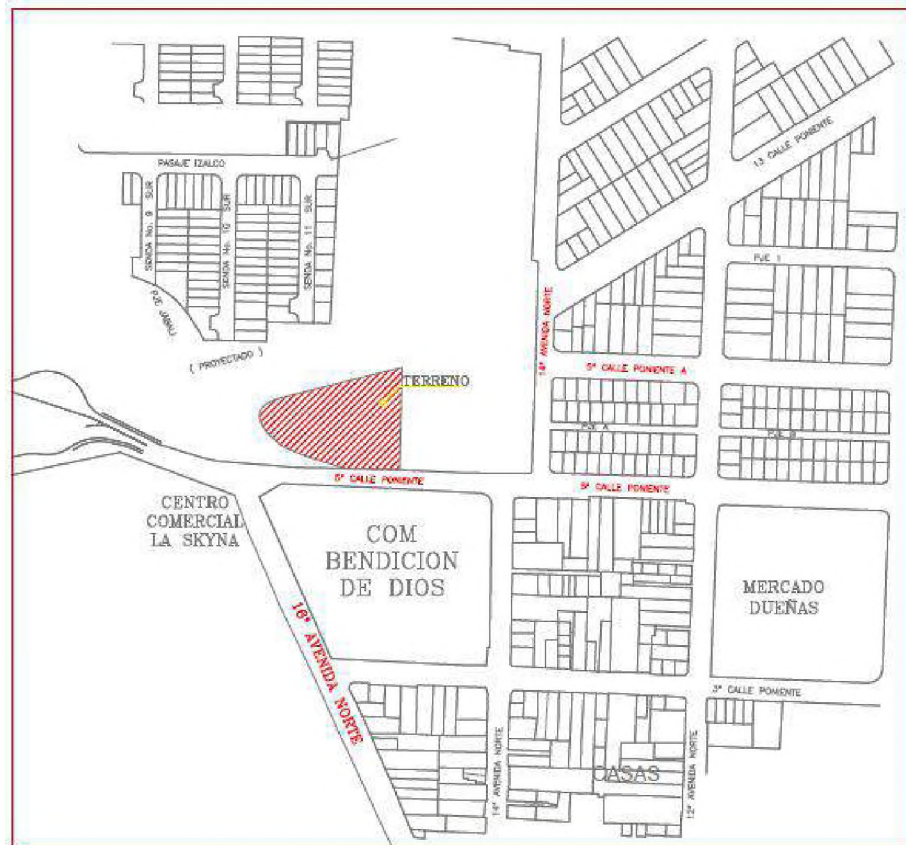 13 CALLE PONIENTE
PASAJE IZALCO
SENDA No. 9 SUR
SENDA No. 10 SUR
SENDA No. 11 SUR
PJE 1
PJE
( PROYECTADO )
14ª AVENIDA NORTE
5ª CALLE PONIENTE A
TERRENO
PJE A
PJE B
5ª CALLE PONIENTE
5ª CALLE PONIENTE
CENTRO
COMERCIAL
LA SKYNA
COM
BENDICION
DE DIOS
MERCADO
DUEÑAS
16ª AVENIDA NORTE
3ª CALLE PONIENTE
14ª AVENIDA NORTE
12ª AVENIDA NORTE
CASAS